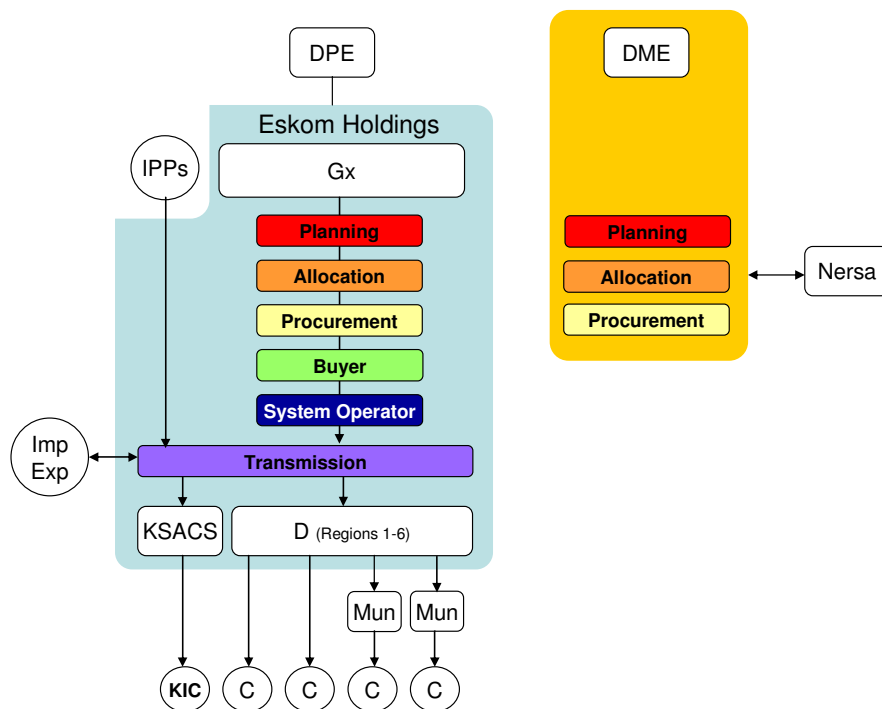 DPE
DME
Eskom Holdings
IPPs
Gx
Planning
Allocation
Procurement
Buyer
System Operator
Planning
Allocation
Procurement
Nersa
Imp
Exp
Transmission
KSACS
D (Regions 1-6)
Mun
Mun
KIC
C
C
C
C